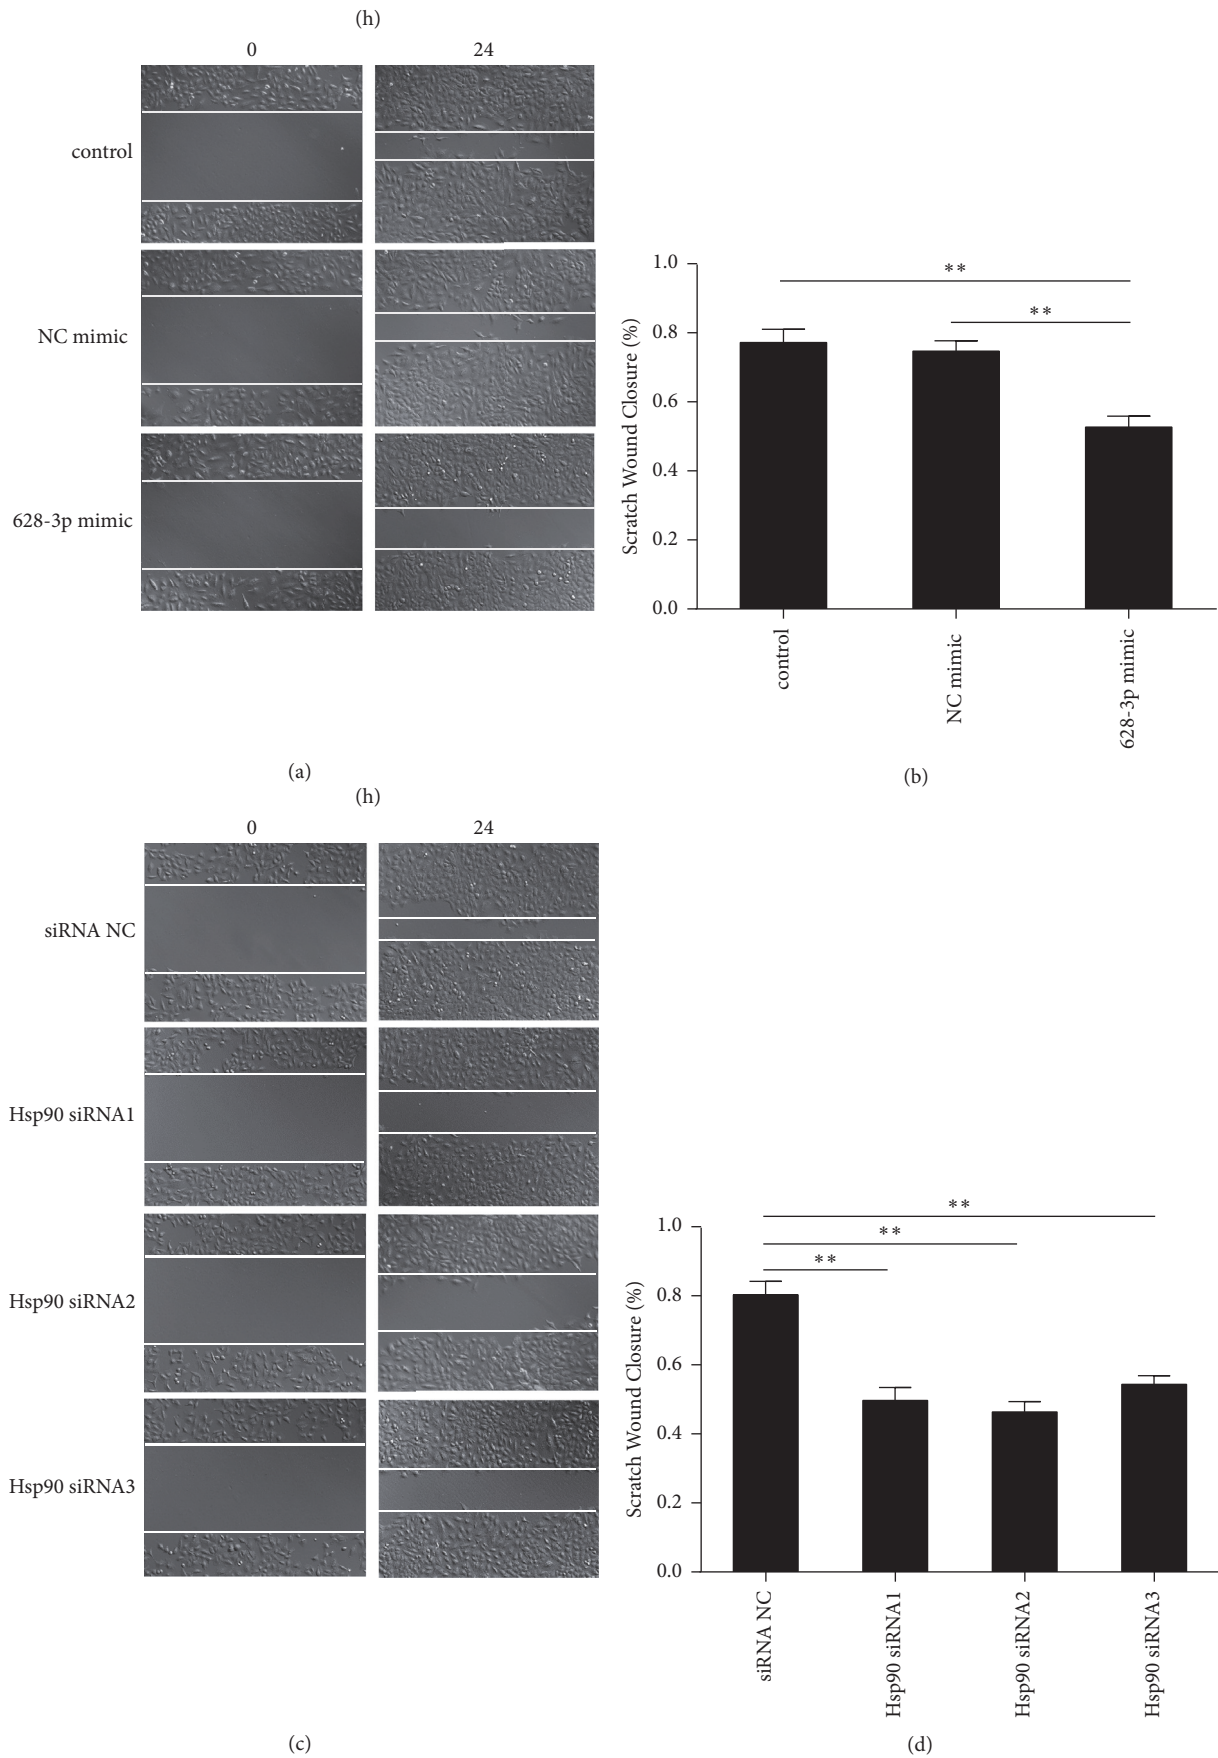 (h)
0 24
control
NC mimic
628-3p mimic
(a)
1.0
0.8
0.6
0.4
0.2
0.0
Scratch Wound Closure (%)
**
**
control
NC mimic
628-3p mimic
(b)
(h)
0 24
siRNA NC
Hsp90 siRNA1
Hsp90 siRNA2
Hsp90 siRNA3
(c)
1.0
0.8
0.6
0.4
0.2
0.0
Scratch Wound Closure (%)
**
**
**
siRNA NC
Hsp90 siRNA1
Hsp90 siRNA2
Hsp90 siRNA3
(d)